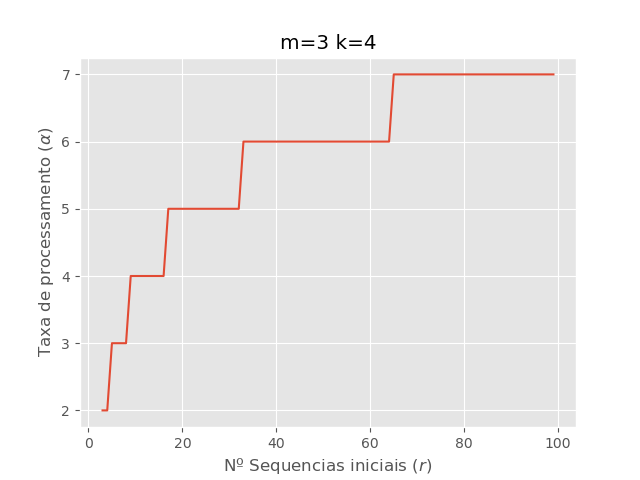 m=3 k=4
7
6
5
4
3
2
Taxa de processamento (α)
0 20 40 60 80 100
Nº Sequencias iniciais (r)